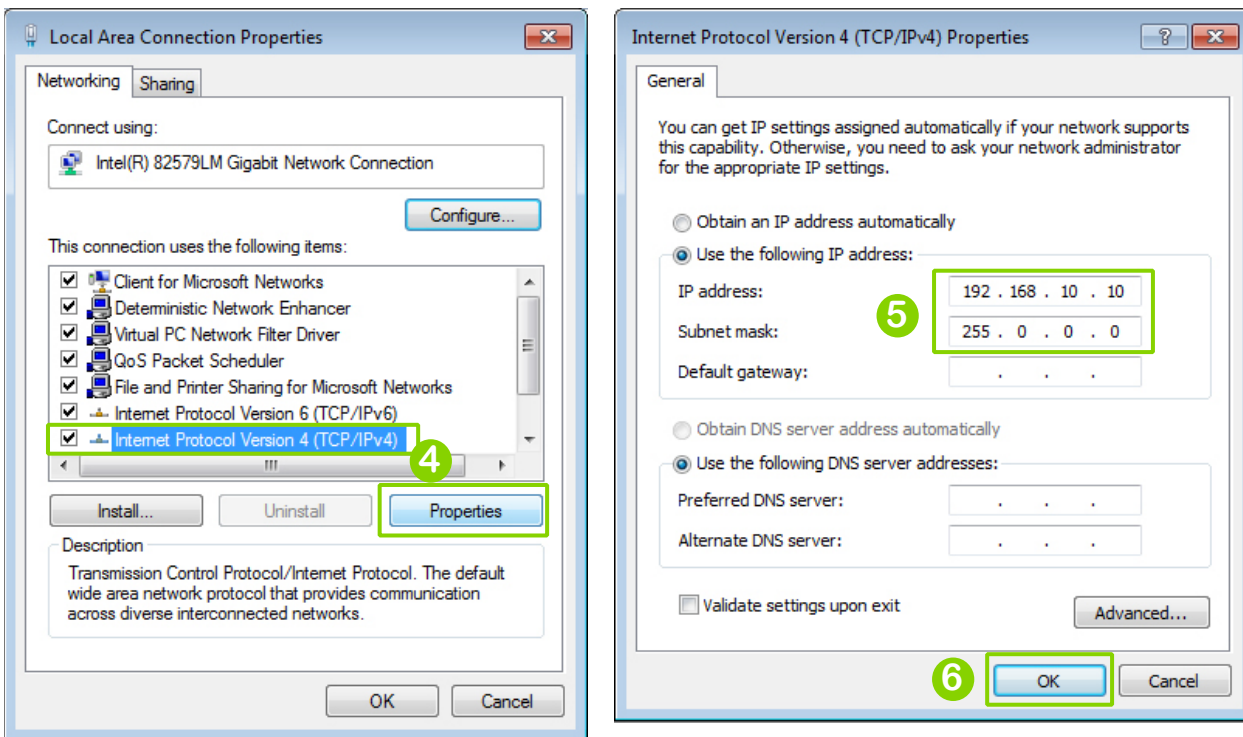 Local Area Connection Properties
Networking
Sharing
Connect using:
Intel(R) 82579LM Gigabit Network Connection
Configure...
This connection uses the following items:
Client for Microsoft Networks
Deterministic Network Enhancer
Virtual PC Network Filter Driver
QoS Packet Scheduler
File and Printer Sharing for Microsoft Networks
Internet Protocol Version 6 (TCP/IPv6)
Internet Protocol Version 4 (TCP/IPv4)
4
Install...
Uninstall
Properties
Description
Transmission Control Protocol/Internet Protocol. The default
wide area network protocol that provides communication
across diverse interconnected networks.
OK
Cancel
Internet Protocol Version 4 (TCP/IPv4) Properties
General
You can get IP settings assigned automatically if your network supports
this capability. Otherwise, you need to ask your network administrator
for the appropriate IP settings.
Obtain an IP address automatically
Use the following IP address:
IP address: 192 . 168 . 10 . 10
5
Subnet mask: 255 . 0 . 0 . 0
Default gateway: . . .
Obtain DNS server address automatically
Use the following DNS server addresses:
Preferred DNS server: . . .
Alternate DNS server: . . .
Validate settings upon exit
Advanced...
6
OK
Cancel